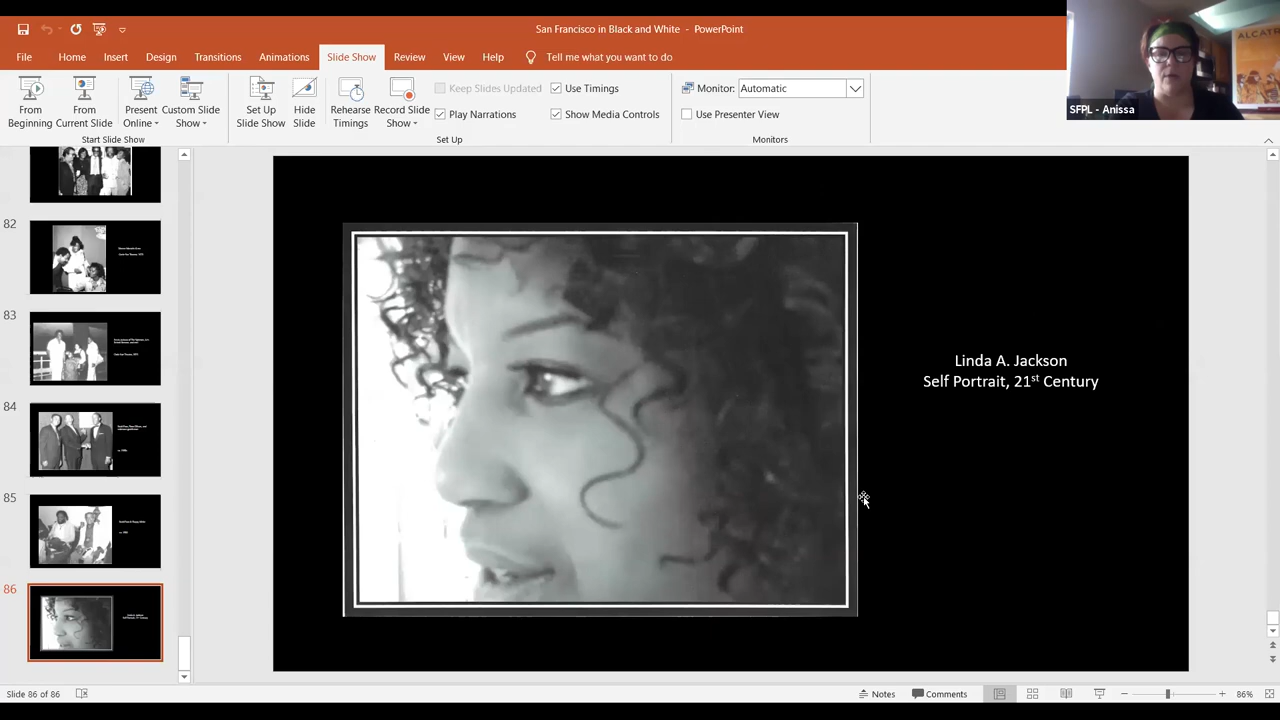 San Francisco in Black and White - PowerPoint
File Home Insert Design Transitions Animations Slide Show Review View Help Tell me what you want to do
From Beginning
From Current Slide
Present Online
Custom Slide Show
Start Slide Show
Set Up Slide Show
Hide Slide
Rehearse Timings
Record Slide Show
Keep Slides Updated
Play Narrations
Use Timings
Show Media Controls
Set Up
Monitor: Automatic
Use Presenter View
Monitors
ALCATR
SFPL - Anissa
82
83
84
85
86
Linda A. Jackson
Self Portrait, 21st Century
Slide 86 of 86
Notes Comments 86%